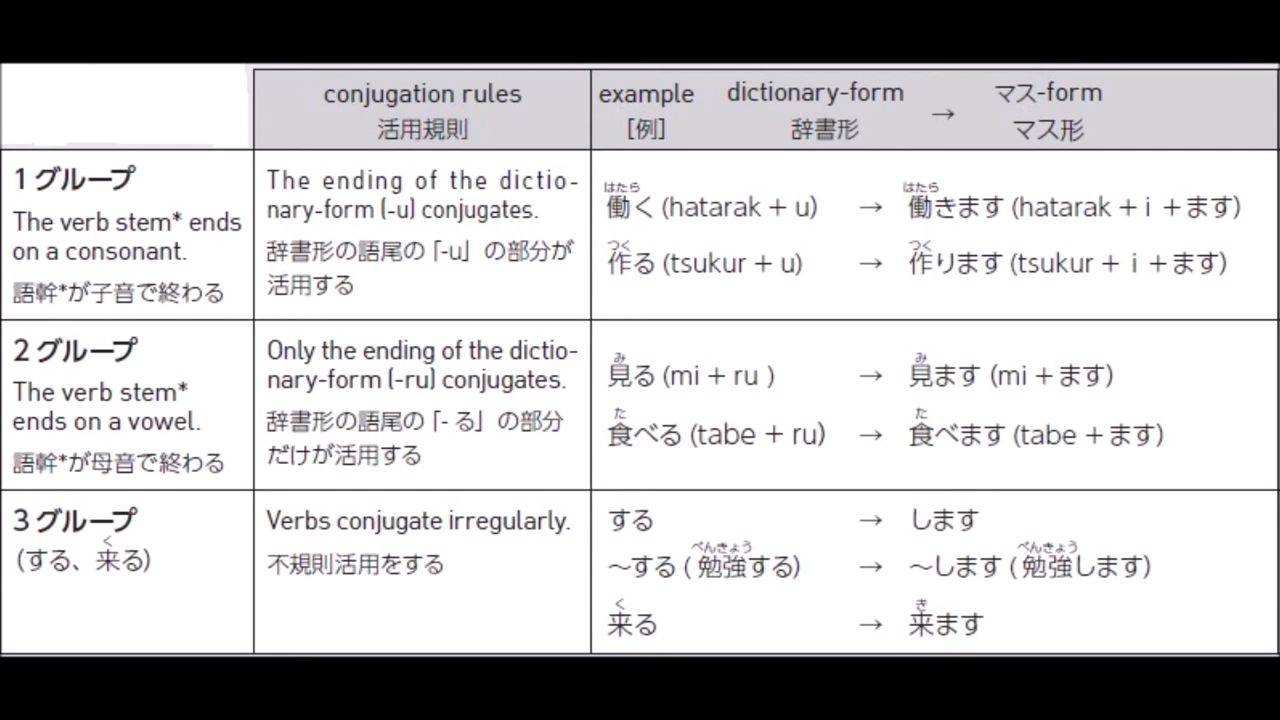 conjugation rules
活用規則
example dictionary-form → マス-form
[例] 辞書形 マス形
1 グループ
The verb stem* ends
on a consonant.
語幹*が子音で終わる
The ending of the dictio-
nary-form (-u) conjugates.
辞書形の語尾の「-u」の部分が
活用する
はたら はたら
働く (hatarak + u) → 働きます (hatarak + i + ます)
つく つく
作る (tsukur + u) → 作ります (tsukur + i + ます)
2 グループ
The verb stem*
ends on a vowel.
語幹*が母音で終わる
Only the ending of the dictio-
nary-form (-ru) conjugates.
辞書形の語尾の「- る」の部分
だけが活用する
み み
見る (mi + ru ) → 見ます (mi + ます)
た た
食べる (tabe + ru) → 食べます (tabe + ます)
3 グループ
く
(する、来る)
Verbs conjugate irregularly.
不規則活用をする
する → します
べんきょう べんきょう
～する ( 勉強する) → ～します ( 勉強します)
く き
来る → 来ます